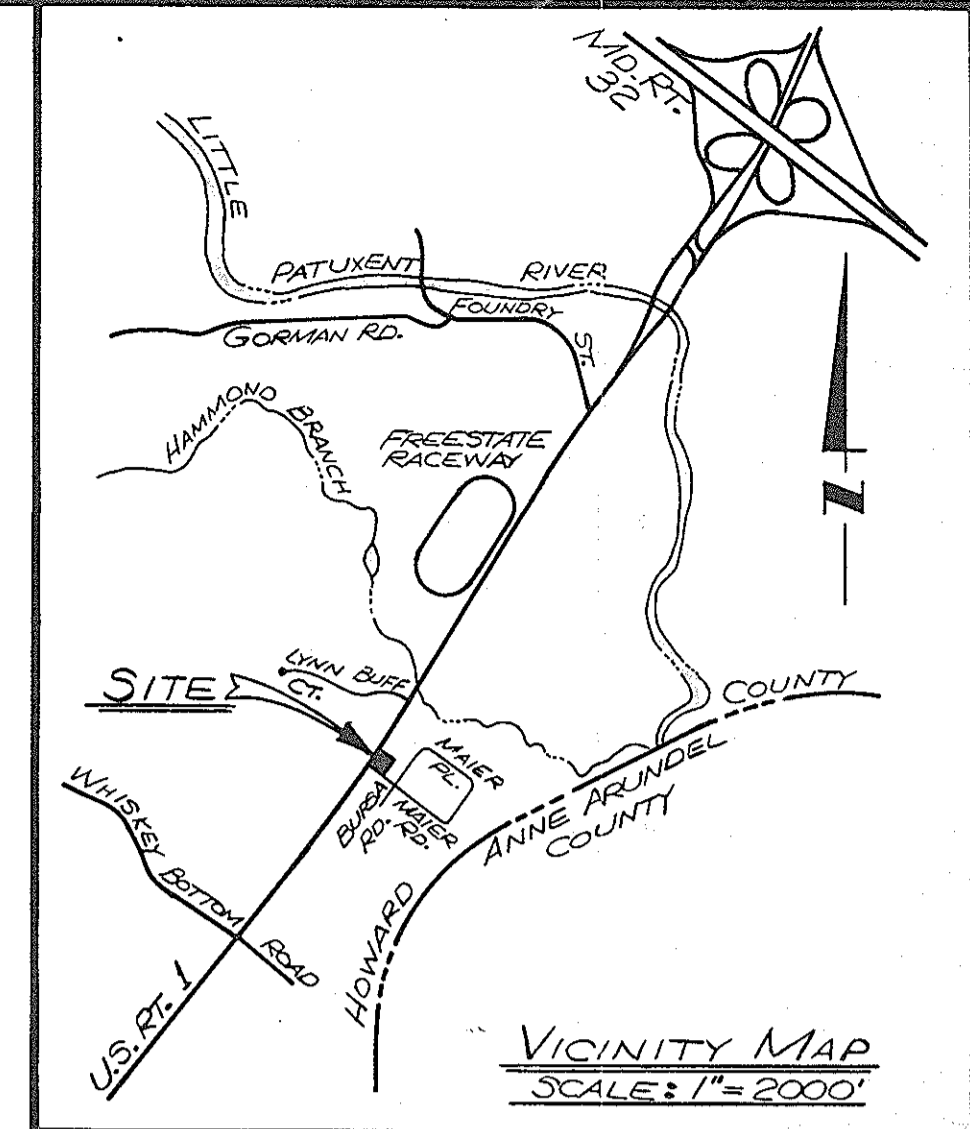 MD. RT.
32
LITTLE
PATUXENT
RIVER
FOUNDRY
ST.
GORMAN RD.
HAMMOND BRANCH
FREESTATE
RACEWAY
N
SITE
LYNN BUFF
CT.
COUNTY
MAIER
PL.
BURSA
RD.
MAIER
RD.
ANNE ARUNDEL
COUNTY
WHISKEY BOTTOM
ROAD
HOWARD
U.S. RT. 1
VICINITY MAP
SCALE: 1"=2000'